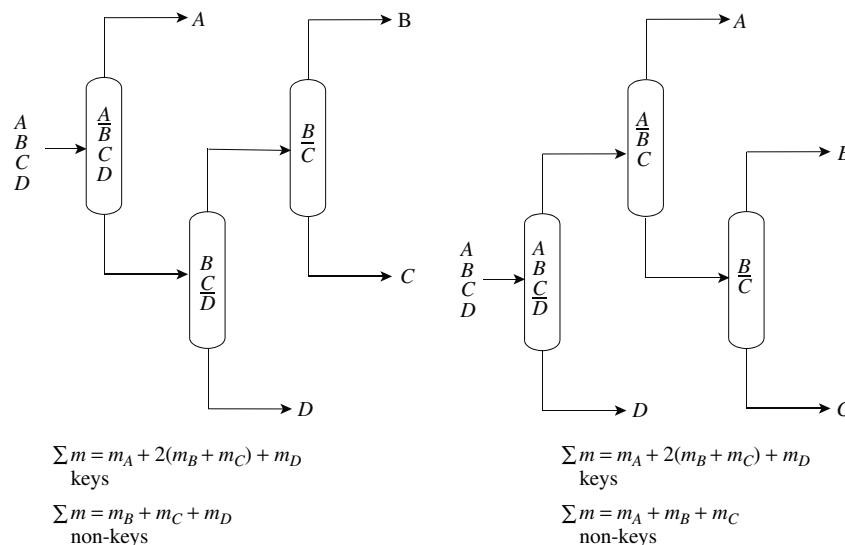 A
B
A
A
B
C
D
A
B
C
D
B
C
A
B
C
B
A
B
C
D
A
B
C
D
B
C
D
C
B
C
D
D
C
∑ m = m_A + 2(m_B + m_C) + m_D
keys
∑ m = m_B + m_C + m_D
non-keys
∑ m = m_A + 2(m_B + m_C) + m_D
keys
∑ m = m_A + m_B + m_C
non-keys